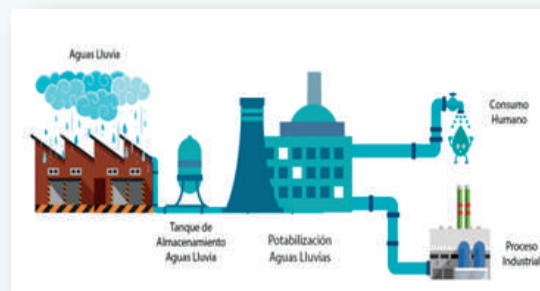 Aguas Lluvia
Consumo
Humano
Tanque de
Almacenamiento
Aguas Lluvia
Potabilización
Aguas Lluvias
Proceso
Industrial